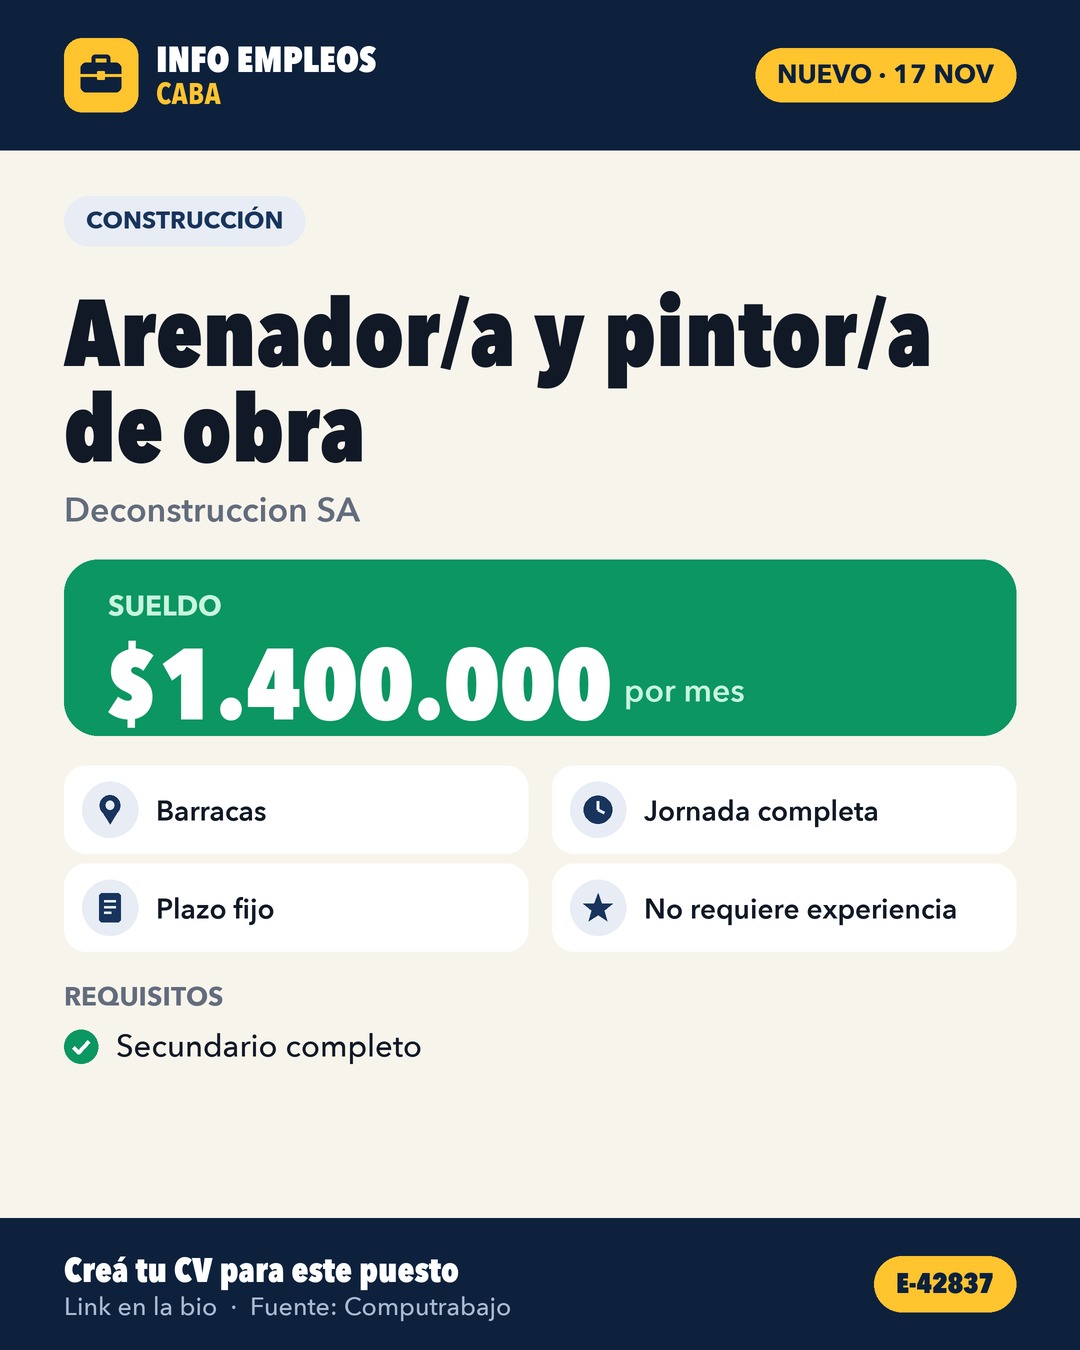 INFO EMPLEOS
CABA
NUEVO · 17 NOV
CONSTRUCCIÓN
Arenador/a y pintor/a
de obra
Deconstruccion SA
SUELDO
$1.400.000 por mes
Barracas
Jornada completa
Plazo fijo
No requiere experiencia
REQUISITOS
Secundario completo
Creá tu CV para este puesto
Link en la bio · Fuente: Computrabajo
E-42837